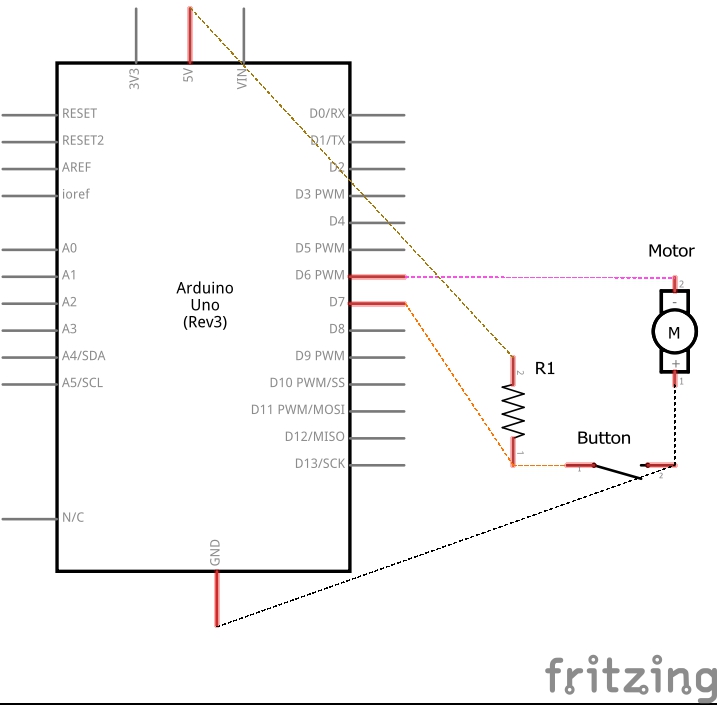 3V3
5V
VIN
RESET
RESET2
AREF
ioref
A0
A1
A2
A3
A4/SDA
A5/SCL
N/C
Arduino
Uno
(Rev3)
D0/RX
D1/TX
D2
D3 PWM
D4
D5 PWM
D6 PWM
D7
D8
D9 PWM
D10 PWM/SS
D11 PWM/MOSI
D12/MISO
D13/SCK
GND
Motor
2
-
M
+
1
R1
2
1
Button
1
2
fritzing